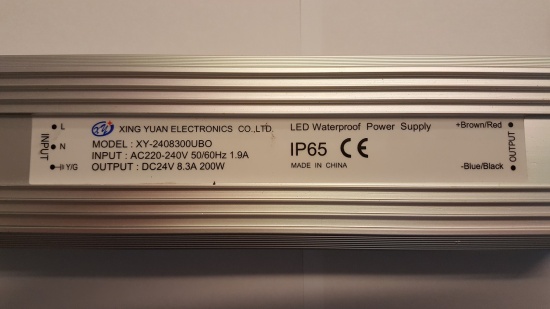 INPUT
L
N
Y/G
XING YUAN ELECTRONICS CO.,LTD.
MODEL: XY-2408300UBO
INPUT : AC220-240V 50/60Hz 1.9A
OUTPUT : DC24V 8.3A 200W
LED Waterproof Power Supply
IP65 CE
MADE IN CHINA
+Brown/Red
-Blue/Black
OUTPUT